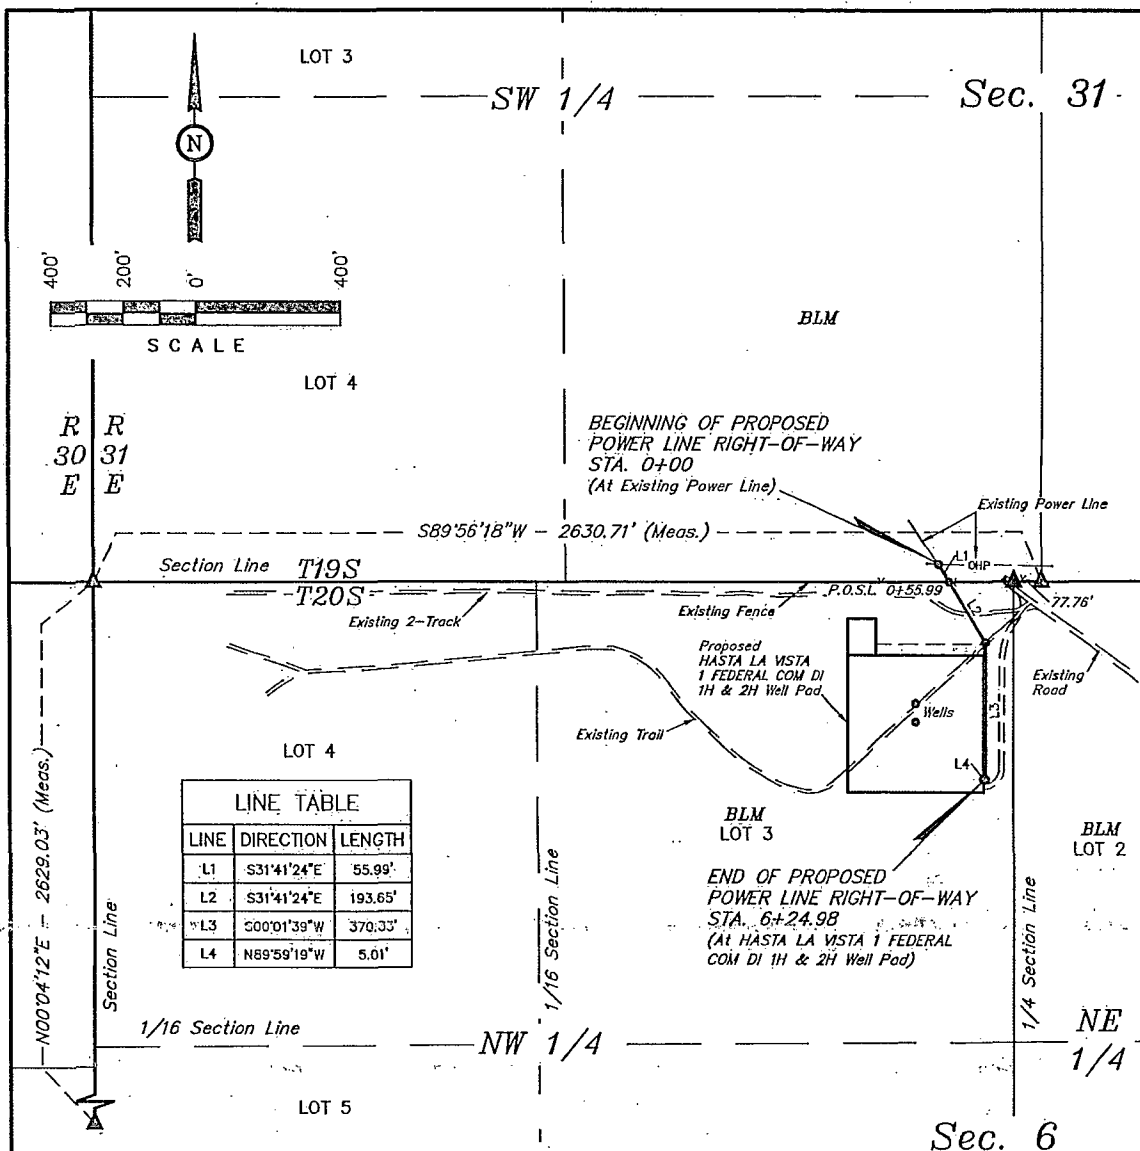 LOT 3
SW 1/4
Sec. 31
N
400'
200'
0'
400'
SCALE
BLM
LOT 4
R R
30 31
E E
BEGINNING OF PROPOSED
POWER LINE RIGHT-OF-WAY
STA. 0+00
(At Existing Power Line)
Existing Power Line
S89°56'18"W - 2630.71' (Meas.)
L1
OHP
Section Line
T19S
T20S
P.O.S.L. 0+55.99
Existing 2-Track
Existing Fence
L2
77.76'
Proposed
HASTA LA VISTA
1 FEDERAL COM DI
1H & 2H Well Pad
Existing
Road
Wells
L3
Existing Trail
L4
LOT 4
N00°04'12"E - 2629.03' (Meas.)
LINE TABLE
LINE DIRECTION LENGTH
L1 S31°41'24"E 55.99'
L2 S31°41'24"E 193.65'
L3 S00°01'39"W 370.33'
L4 N89°59'19"W 5.01'
BLM
LOT 3
BLM
LOT 2
END OF PROPOSED
POWER LINE RIGHT-OF-WAY
STA. 6+24.98
(At HASTA LA VISTA 1 FEDERAL
COM DI 1H & 2H Well Pad)
Section Line
1/16 Section Line
1/4 Section Line
1/16 Section Line
NW 1/4
NE
1/4
LOT 5
Sec. 6